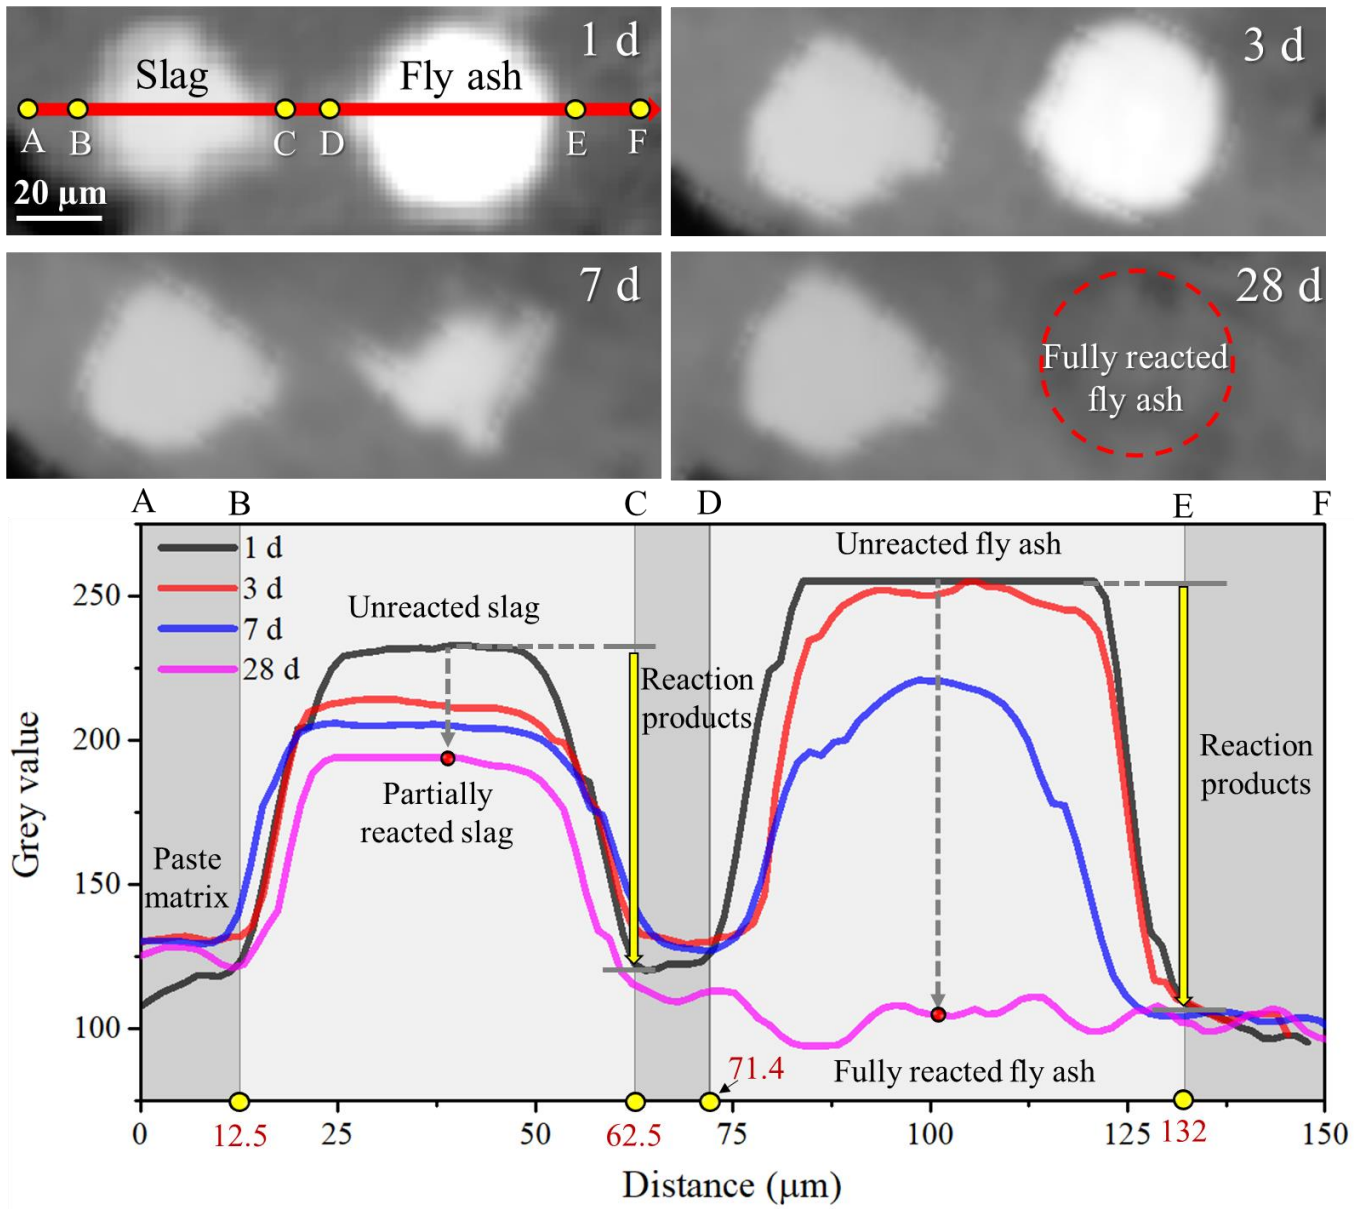 1 d
Slag
Fly ash
A B C D E F
20 µm
3 d
7 d
28 d
Fully reacted
fly ash
A B C D E F
1 d
3 d
7 d
28 d
Unreacted slag
Unreacted fly ash
Reaction
products
Reaction
products
Partially
reacted slag
Paste
matrix
Fully reacted fly ash
71.4
Grey value
250
200
150
100
0 12.5 25 50 62.5 75 100 125 132 150
Distance (µm)